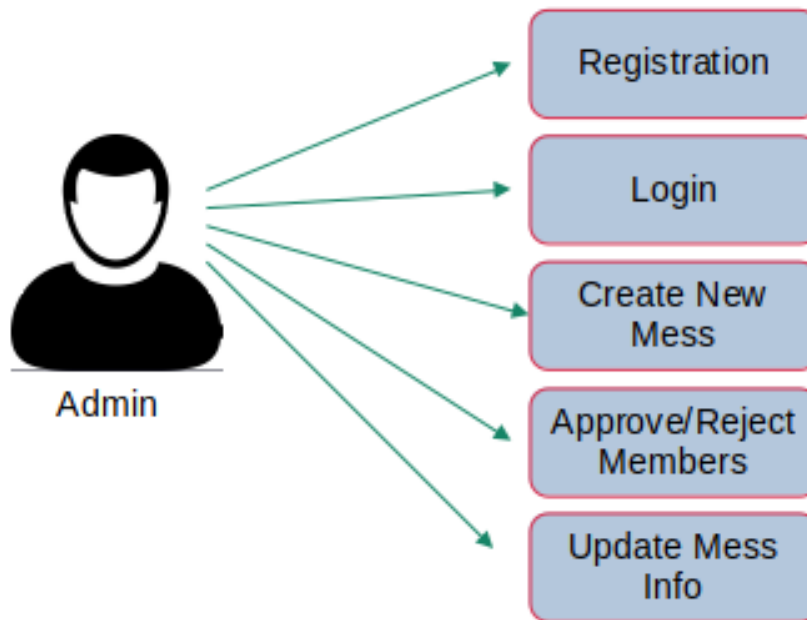 Registration
Login
Create New
Mess
Approve/Reject
Members
Update Mess
Info
Admin